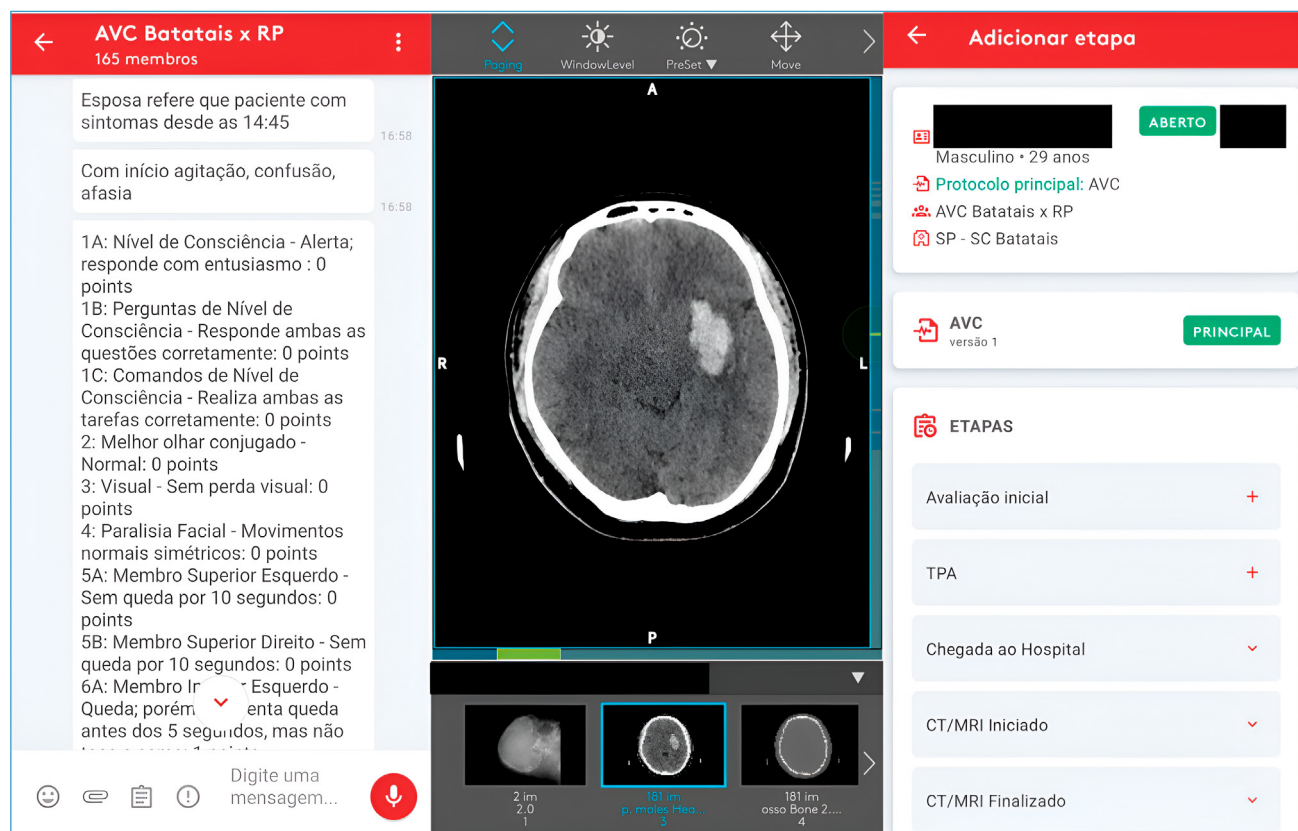 AVC Batatais x RP
165 membros
Esposa refere que paciente com
sintomas desde as 14:45
16:58
Com início agitação, confusão,
afasia
16:58
1A: Nível de Consciência - Alerta;
responde com entusiasmo : 0
points
1B: Perguntas de Nível de
Consciência - Responde ambas as
questões corretamente: 0 points
1C: Comandos de Nível de
Consciência - Realiza ambas as
tarefas corretamente: 0 points
2: Melhor olhar conjugado -
Normal: 0 points
3: Visual - Sem perda visual: 0
points
4: Paralisia Facial - Movimentos
normais simétricos: 0 points
5A: Membro Superior Esquerdo -
Sem queda por 10 segundos: 0
points
5B: Membro Superior Direito - Sem
queda por 10 segundos: 0 points
6A: Membro Esquerdo -
Queda; queda
antes dos 5 segundos, mas não
Digite uma
mensagem...
Paging
WindowLevel
PreSet ▼
Move
A
R
L
P
2 im
2.0
1
181 im
p. moles Hea...
3
181 im
osso Bone 2....
4
Adicionar etapa
ABERTO
Masculino • 29 anos
Protocolo principal: AVC
AVC Batatais x RP
SP - SC Batatais
AVC
versão 1
PRINCIPAL
ETAPAS
Avaliação inicial
TPA
Chegada ao Hospital
CT/MRI Iniciado
CT/MRI Finalizado